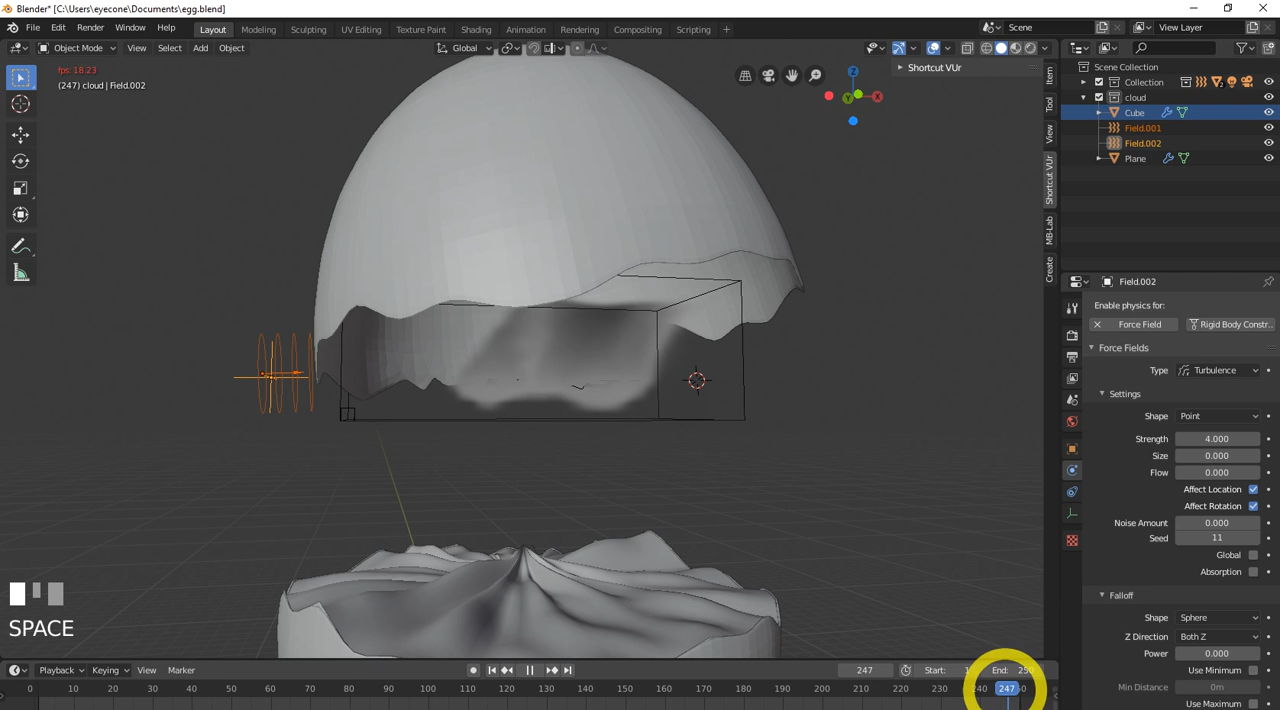 Blender* [C:\Users\eyecone\Documents\egg.blend]
File Edit Render Window Help Layout Modeling Sculpting UV Editing Texture Paint Shading Animation Rendering Compositing Scripting + Scene View Layer
Object Mode View Select Add Object Global
fps: 18.23
(247) cloud | Field.002
Shortcut VUr
Z
X
Y
Item
Tool
View
Shortcut VUr
MB-Lab
Create
Scene Collection
Collection
cloud
Cube
Field.001
Field.002
Plane
Field.002
Enable physics for:
Force Field Rigid Body Constr..
Force Fields
Type Turbulence
Settings
Shape Point
Strength 4.000
Size 0.000
Flow 0.000
Affect Location
Affect Rotation
Noise Amount 0.000
Seed 11
Global
Absorption
Falloff
Shape Sphere
Z Direction Both Z
Power 0.000
Use Minimum
Min Distance 0m
Use Maximum
SPACE
Playback Keying View Marker 247 Start: 1 End: 250
0 10 20 30 40 50 60 70 80 90 100 110 120 130 140 150 160 170 180 190 200 210 220 230 240 247